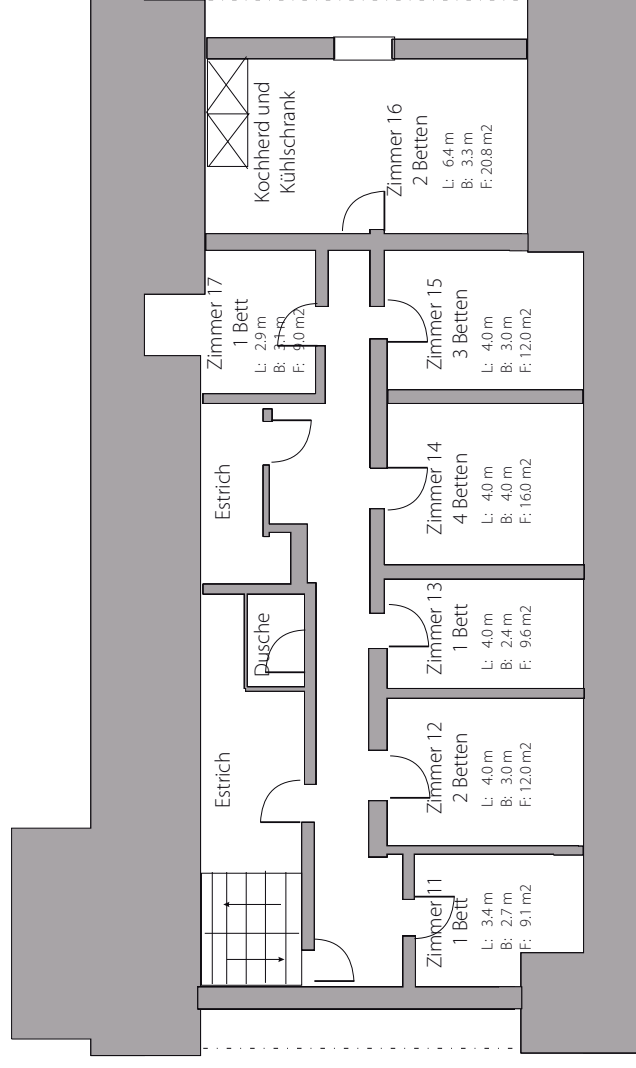 Kochherd und
Kühlschrank
Zimmer 16
2 Betten
L: 6.4 m
B: 3.3 m
F: 20.8 m2
Zimmer 17
1 Bett
L: 2.9 m
B: 3.1 m
F: 9.0 m2
Zimmer 15
3 Betten
L: 4.0 m
B: 3.0 m
F: 12.0 m2
Estrich
Zimmer 14
4 Betten
L: 4.0 m
B: 4.0 m
F: 16.0 m2
Dusche
Zimmer 13
1 Bett
L: 4.0 m
B: 2.4 m
F: 9.6 m2
Estrich
Zimmer 12
2 Betten
L: 4.0 m
B: 3.0 m
F: 12.0 m2
Zimmer 11
1 Bett
L: 3.4 m
B: 2.7 m
F: 9.1 m2